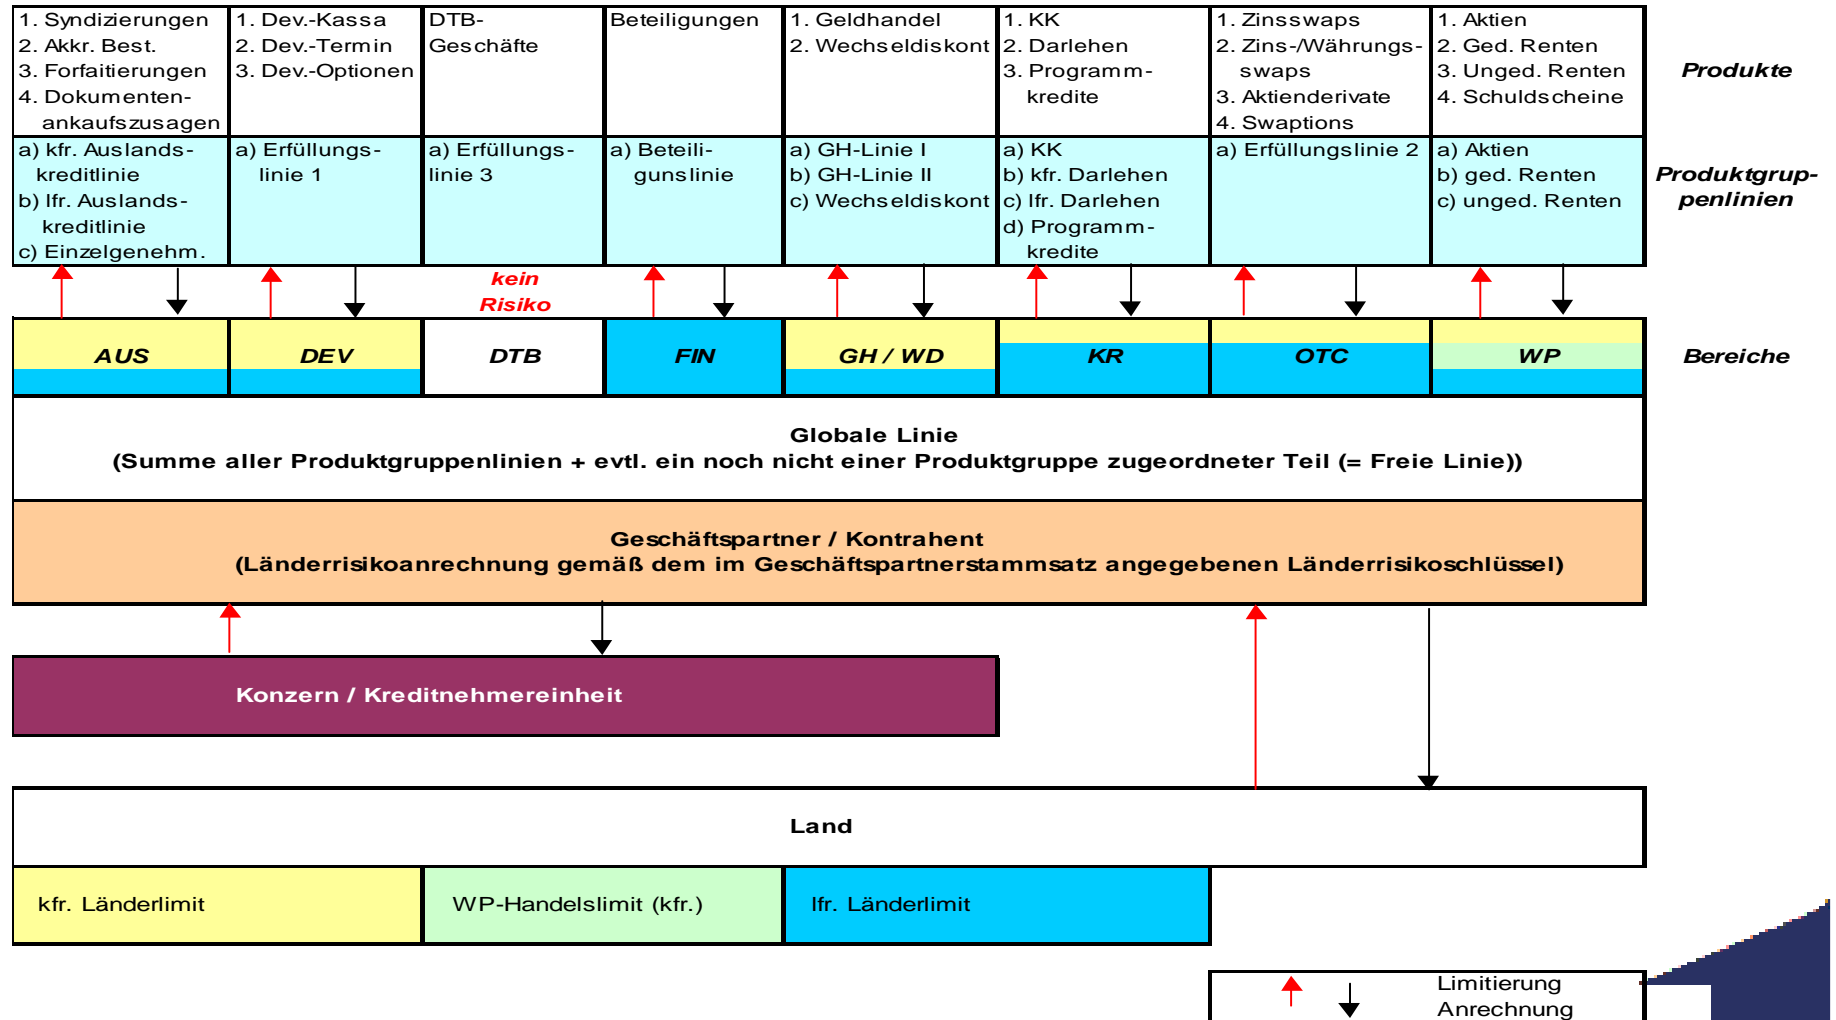 1. Syndizierungen
2. Akkr. Best.
3. Forfaitierungen
4. Dokumenten-
ankaufszusagen
1. Dev.-Kassa
2. Dev.-Termin
3. Dev.-Optionen
DTB-
Geschäfte
Beteiligungen
1. Geldhandel
2. Wechseldiskont
1. KK
2. Darlehen
3. Programm-
kredite
1. Zinsswaps
2. Zins-/Währungs-
swaps
3. Aktienderivate
4. Swaptions
1. Aktien
2. Ged. Renten
3. Unged. Renten
4. Schuldscheine
Produkte
a) kfr. Auslands-
kreditlinie
b) lfr. Auslands-
kreditlinie
c) Einzelgenehm.
a) Erfüllungs-
linie 1
a) Erfüllungs-
linie 3
a) Beteili-
gunslinie
a) GH-Linie I
b) GH-Linie II
c) Wechseldiskont
a) KK
b) kfr. Darlehen
c) lfr. Darlehen
d) Programm-
kredite
a) Erfüllungslinie 2
a) Aktien
b) ged. Renten
c) unged. Renten
Produktgrup-
penlinien
kein
Risiko
AUS
DEV
DTB
FIN
GH / WD
KR
OTC
WP
Bereiche
Globale Linie
(Summe aller Produktgruppenlinien + evtl. ein noch nicht einer Produktgruppe zugeordneter Teil (= Freie Linie))
Geschäftspartner / Kontrahent
(Länderrisikoanrechnung gemäß dem im Geschäftspartnerstammsatz angegebenen Länderrisikoschlüssel)
Konzern / Kreditnehmereinheit
Land
kfr. Länderlimit
WP-Handelslimit (kfr.)
lfr. Länderlimit
Limitierung
Anrechnung